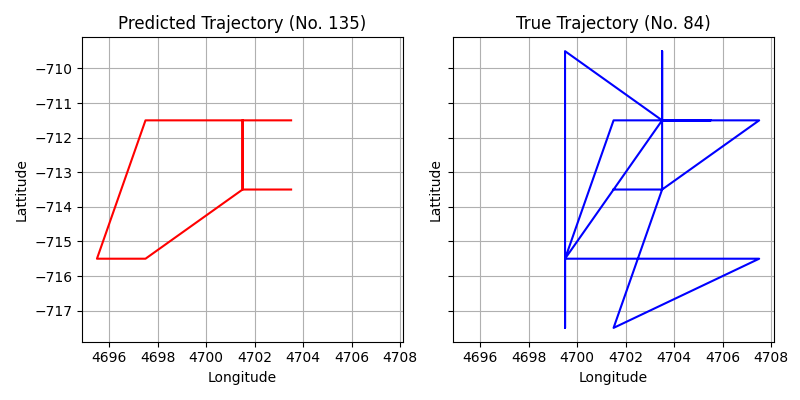 Predicted Trajectory (No. 135)
True Trajectory (No. 84)
Lattitude
−710
−711
−712
−713
−714
−715
−716
−717
4696 4698 4700 4702 4704 4706 4708
Longitude
Lattitude
4696 4698 4700 4702 4704 4706 4708
Longitude